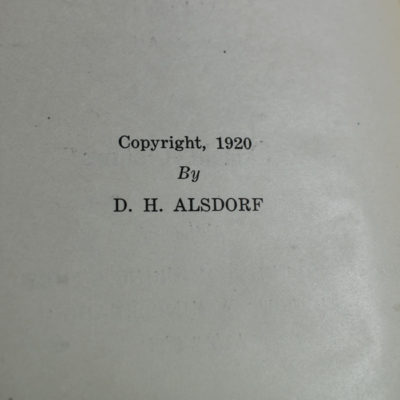 Copyright, 1920
By
D. H. ALSDORF